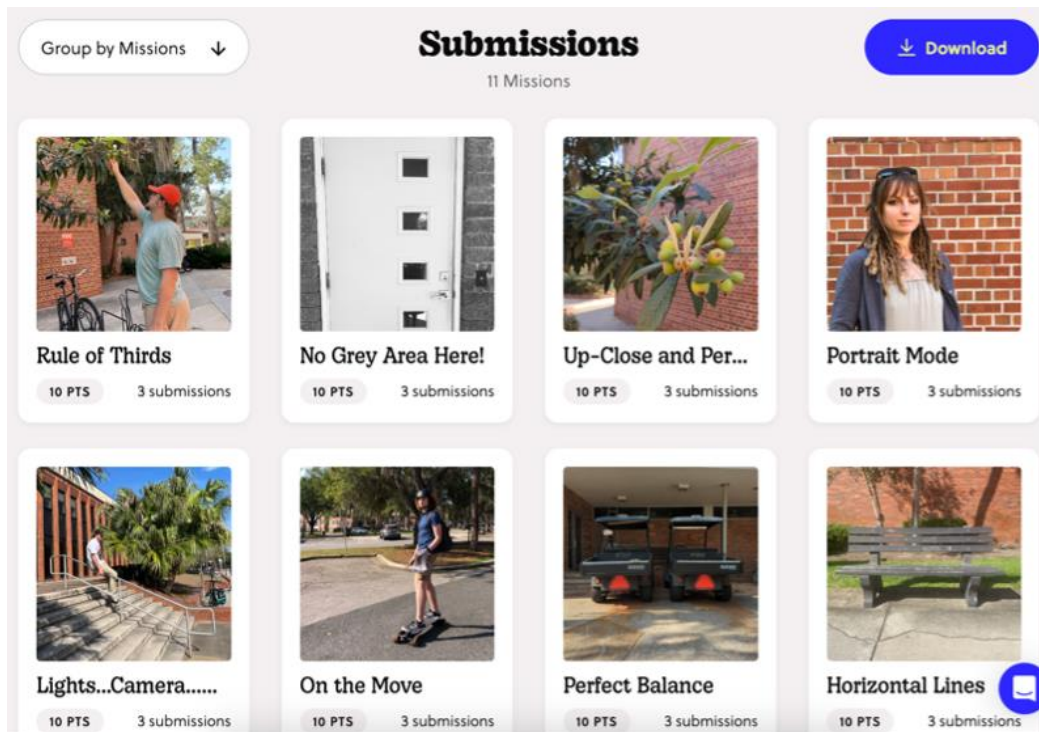 Group by Missions
Submissions
Download
11 Missions
Rule of Thirds
No Grey Area Here!
Up-Close and Per...
Portrait Mode
10 PTS 3 submissions
10 PTS 3 submissions
10 PTS 3 submissions
10 PTS 3 submissions
Lights...Camera......
On the Move
Perfect Balance
Horizontal Lines
10 PTS 3 submissions
10 PTS 3 submissions
10 PTS 3 submissions
10 PTS 3 submissions